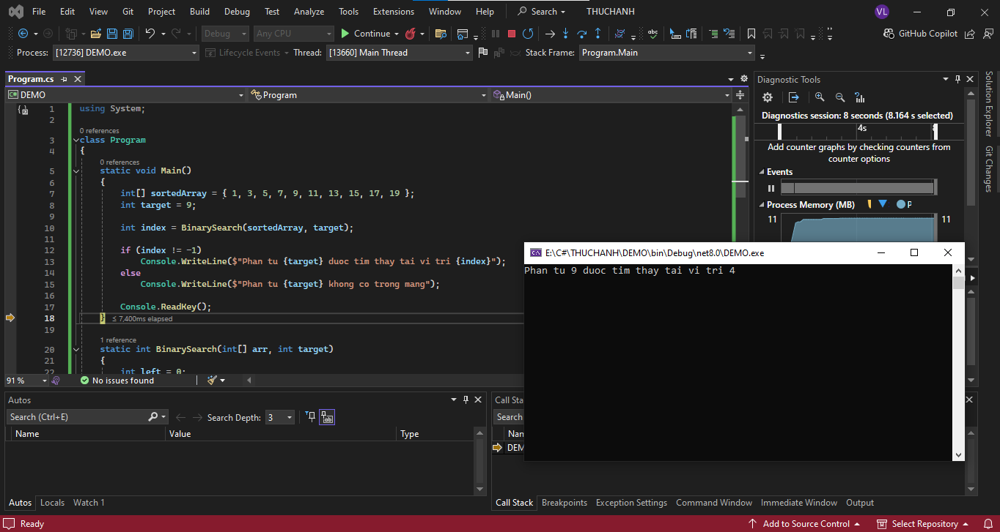 File Edit View Git Project Build Debug Test Analyze Tools Extensions Window Help Search THUCHANH VL
Debug Any CPU Continue GitHub Copilot
Process: [12736] DEMO.exe Lifecycle Events Thread: [13660] Main Thread Stack Frame: Program.Main
Program.cs
DEMO Program Main()
1 using System;
2
0 references
3 class Program
4 {
0 references
5 static void Main()
6 {
7 int[] sortedArray = { 1, 3, 5, 7, 9, 11, 13, 15, 17, 19 };
8 int target = 9;
9
10 int index = BinarySearch(sortedArray, target);
11
12 if (index != -1)
13 Console.WriteLine($"Phan tu {target} duoc tim thay tai vi tri {index}");
14 else
15 Console.WriteLine($"Phan tu {target} khong co trong mang");
16
17 Console.ReadKey();
18 } ≤ 7,400ms elapsed
19
1 reference
20 static int BinarySearch(int[] arr, int target)
21 {
22 int left = 0;
91 % No issues found
Diagnostic Tools
Diagnostics session: 8 seconds (8.164 s selected)
4s 8
Add counter graphs by checking counters from
counter options
Events
Process Memory (MB) P
11 11
Solution Explorer
Git Changes
E:\C#\THUCHANH\DEMO\bin\Debug\net8.0\DEMO.exe
Phan tu 9 duoc tim thay tai vi tri 4
Autos
Search (Ctrl+E) Search Depth: 3
Name Value Type
Autos Locals Watch 1
Call Sta
Search
Nan
DEM
Call Stack Breakpoints Exception Settings Command Window Immediate Window Output
Ready Add to Source Control Select Repository